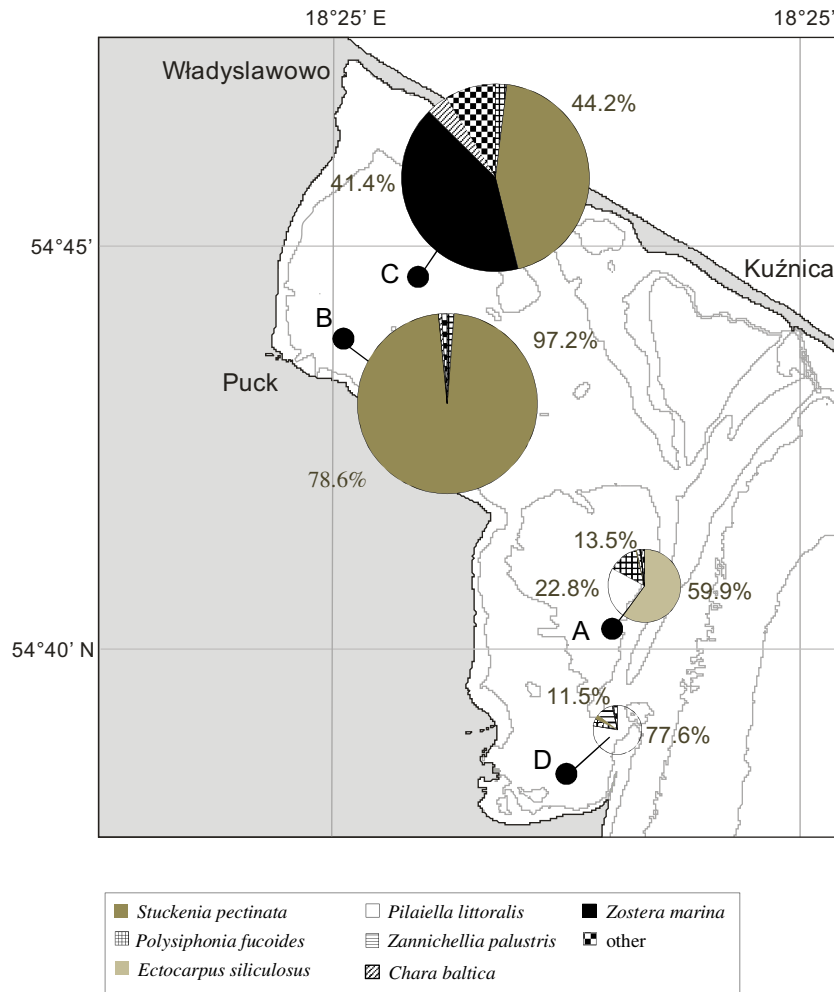 18°25’ E
18°25’
Władyslawowo
44.2%
41.4%
54°45’
Kuźnica
C
B
97.2%
Puck
78.6%
13.5%
22.8%
59.9%
A
54°40’ N
11.5%
77.6%
D
Stuckenia pectinata
Pilaiella littoralis
Zostera marina
Polysiphonia fucoides
Zannichellia palustris
other
Ectocarpus siliculosus
Chara baltica